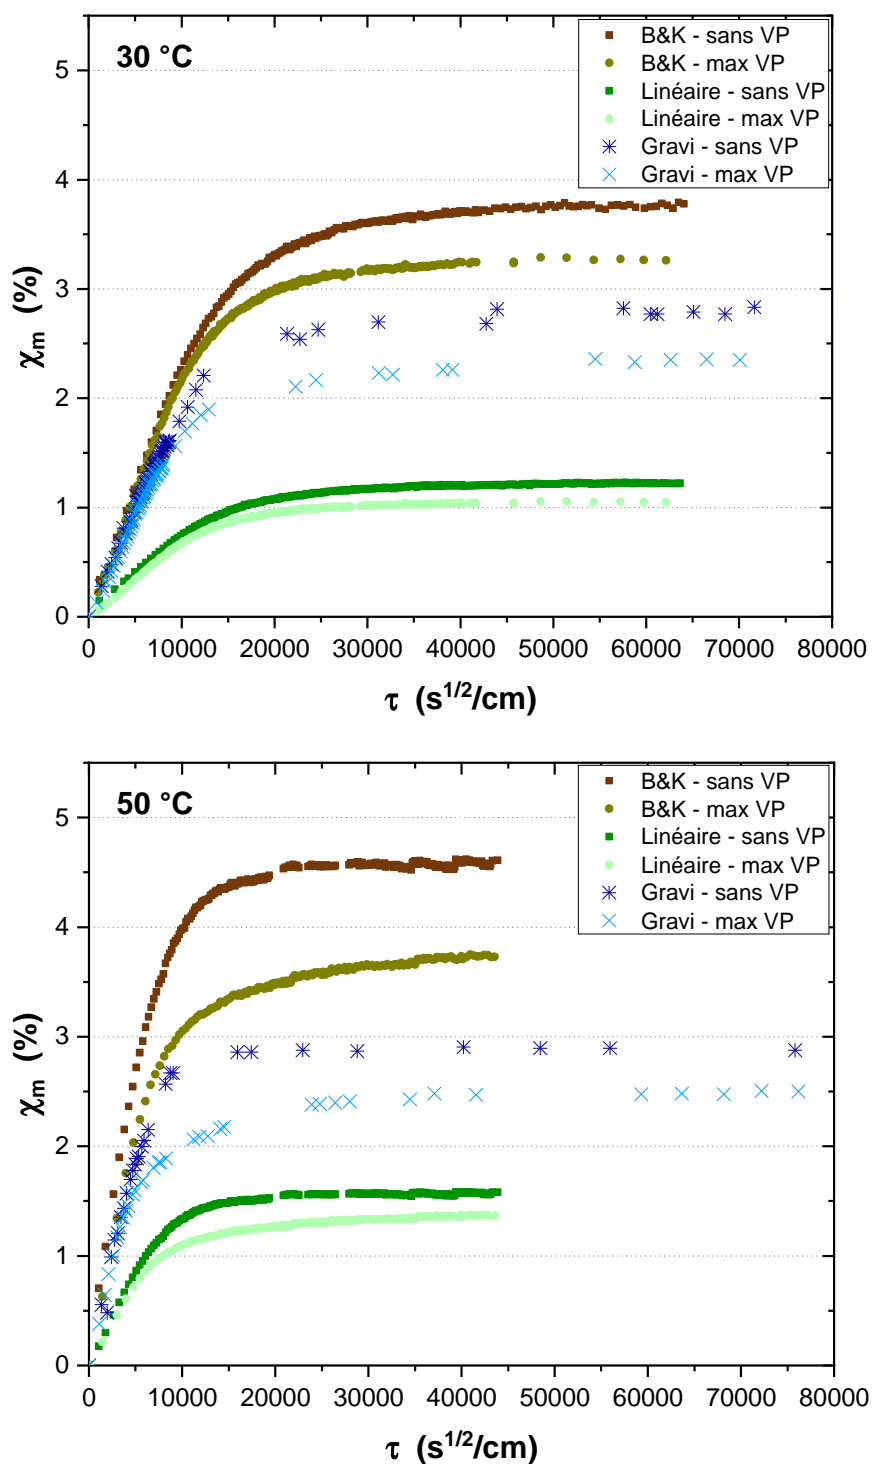 30 °C
B&K - sans VP
B&K - max VP
Linéaire - sans VP
Linéaire - max VP
Gravi - sans VP
Gravi - max VP
5
4
3
2
1
0
χm (%)
0 10000 20000 30000 40000 50000 60000 70000 80000
τ (s1/2/cm)
50 °C
B&K - sans VP
B&K - max VP
Linéaire - sans VP
Linéaire - max VP
Gravi - sans VP
Gravi - max VP
5
4
3
2
1
0
χm (%)
0 10000 20000 30000 40000 50000 60000 70000 80000
τ (s1/2/cm)